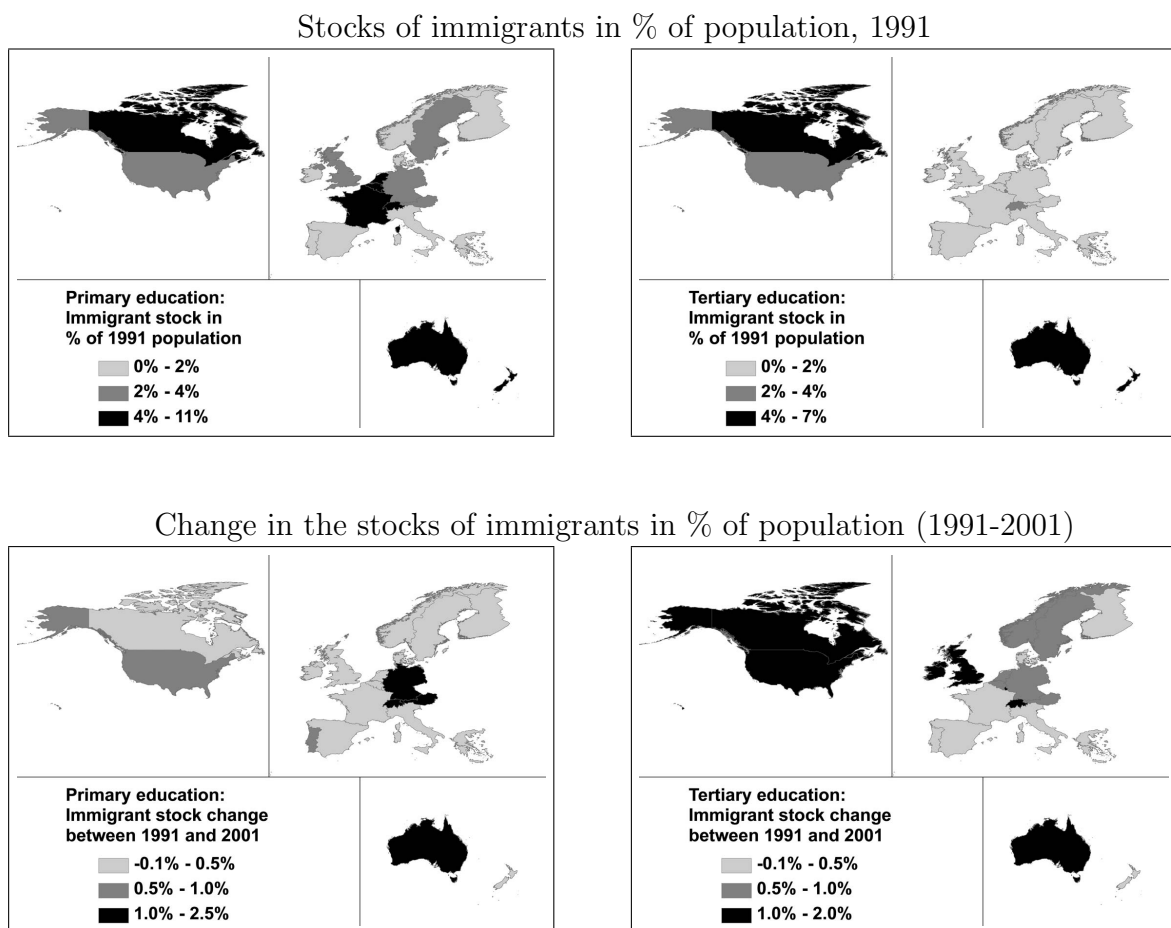 Stocks of immigrants in % of population, 1991
Primary education:
Immigrant stock in
% of 1991 population
0% - 2%
2% - 4%
4% - 11%
Tertiary education:
Immigrant stock in
% of 1991 population
0% - 2%
2% - 4%
4% - 7%
Change in the stocks of immigrants in % of population (1991-2001)
Primary education:
Immigrant stock change
between 1991 and 2001
-0.1% - 0.5%
0.5% - 1.0%
1.0% - 2.5%
Tertiary education:
Immigrant stock change
between 1991 and 2001
-0.1% - 0.5%
0.5% - 1.0%
1.0% - 2.0%